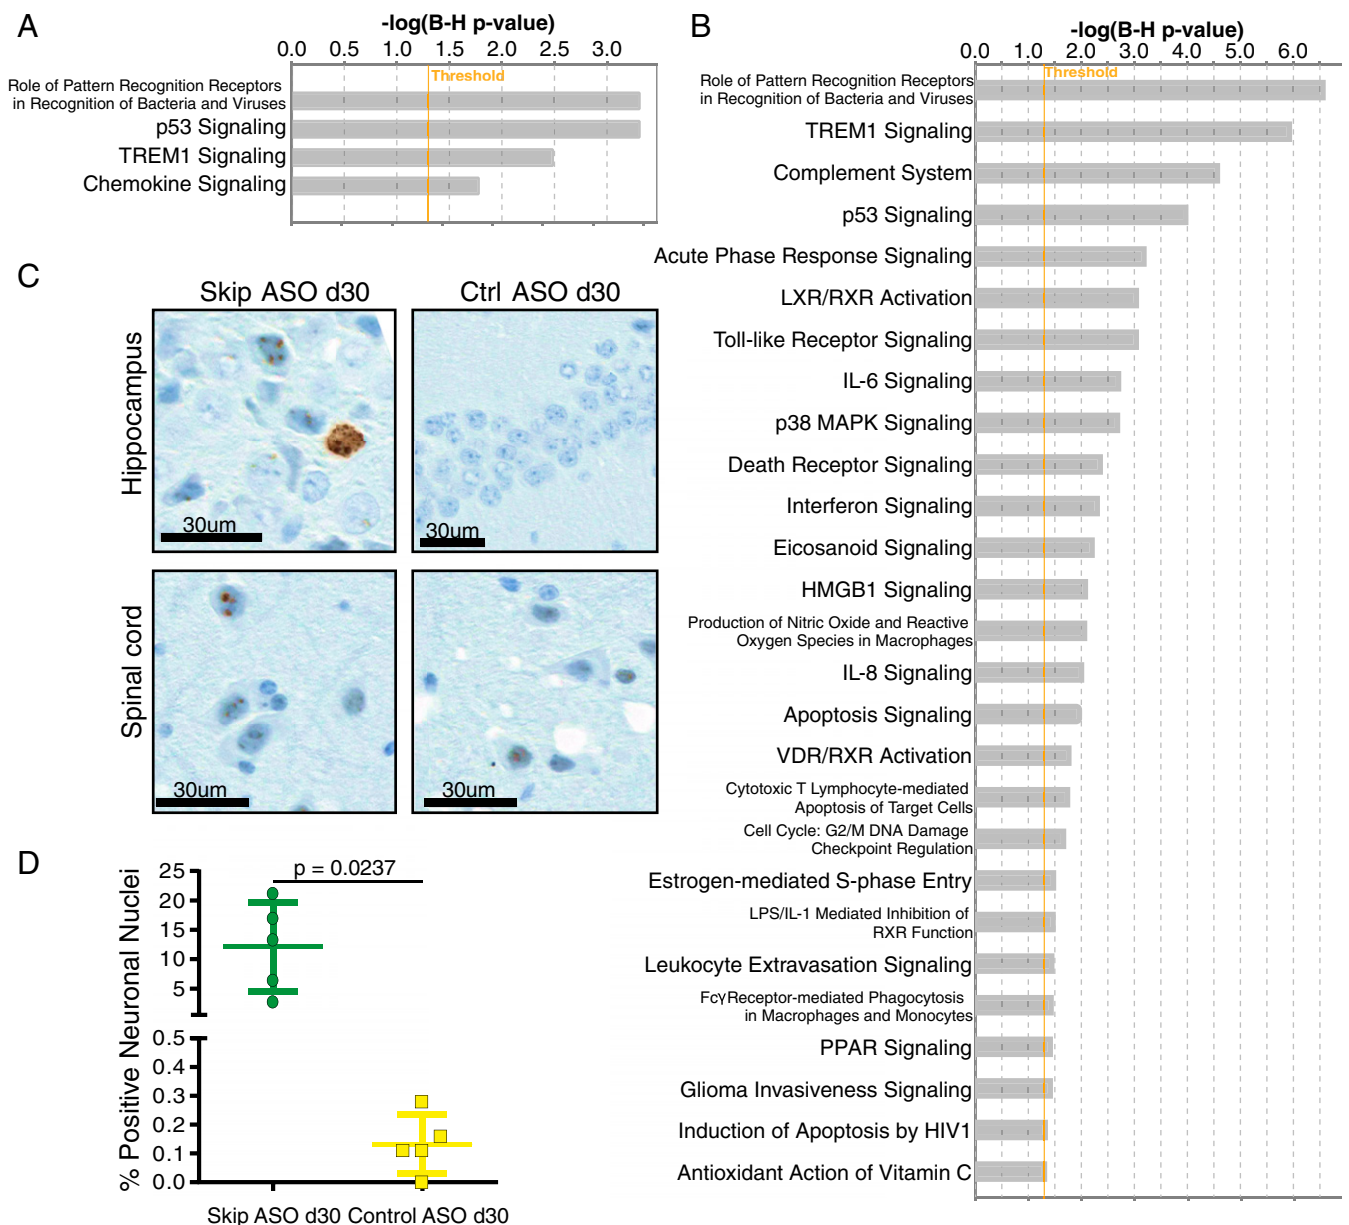 A
-log(B-H p-value)
0.0 0.5 1.0 1.5 2.0 2.5 3.0
Threshold
Role of Pattern Recognition Receptors
in Recognition of Bacteria and Viruses
p53 Signaling
TREM1 Signaling
Chemokine Signaling
B
-log(B-H p-value)
0.0 1.0 2.0 3.0 4.0 5.0 6.0
Threshold
Role of Pattern Recognition Receptors
in Recognition of Bacteria and Viruses
TREM1 Signaling
Complement System
p53 Signaling
Acute Phase Response Signaling
LXR/RXR Activation
Toll-like Receptor Signaling
IL-6 Signaling
p38 MAPK Signaling
Death Receptor Signaling
Interferon Signaling
Eicosanoid Signaling
HMGB1 Signaling
Production of Nitric Oxide and Reactive
Oxygen Species in Macrophages
IL-8 Signaling
Apoptosis Signaling
VDR/RXR Activation
Cytotoxic T Lymphocyte-mediated
Apoptosis of Target Cells
Cell Cycle: G2/M DNA Damage
Checkpoint Regulation
Estrogen-mediated S-phase Entry
LPS/IL-1 Mediated Inhibition of
RXR Function
Leukocyte Extravasation Signaling
FcγReceptor-mediated Phagocytosis
in Macrophages and Monocytes
PPAR Signaling
Glioma Invasiveness Signaling
Induction of Apoptosis by HIV1
Antioxidant Action of Vitamin C
C
Skip ASO d30 Ctrl ASO d30
Hippocampus
30um 30um
Spinal cord
30um 30um
D
% Positive Neuronal Nuclei
p = 0.0237
25
20
15
10
5
0.5
0.4
0.3
0.2
0.1
0.0
Skip ASO d30 Control ASO d30